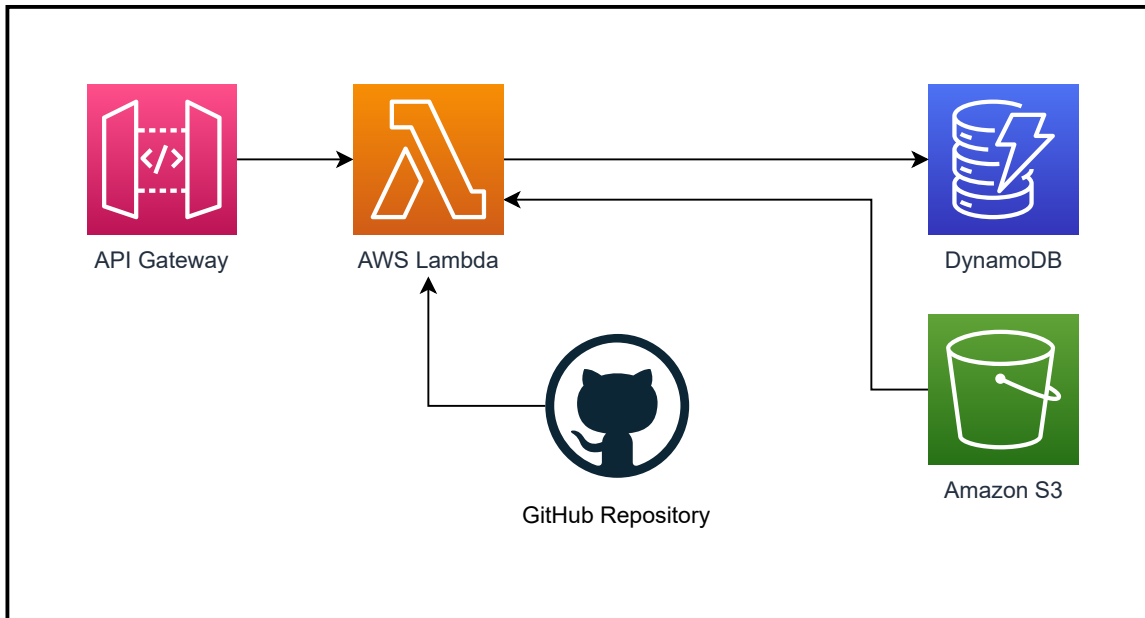 </>
API Gateway
AWS Lambda
DynamoDB
Amazon S3
GitHub Repository